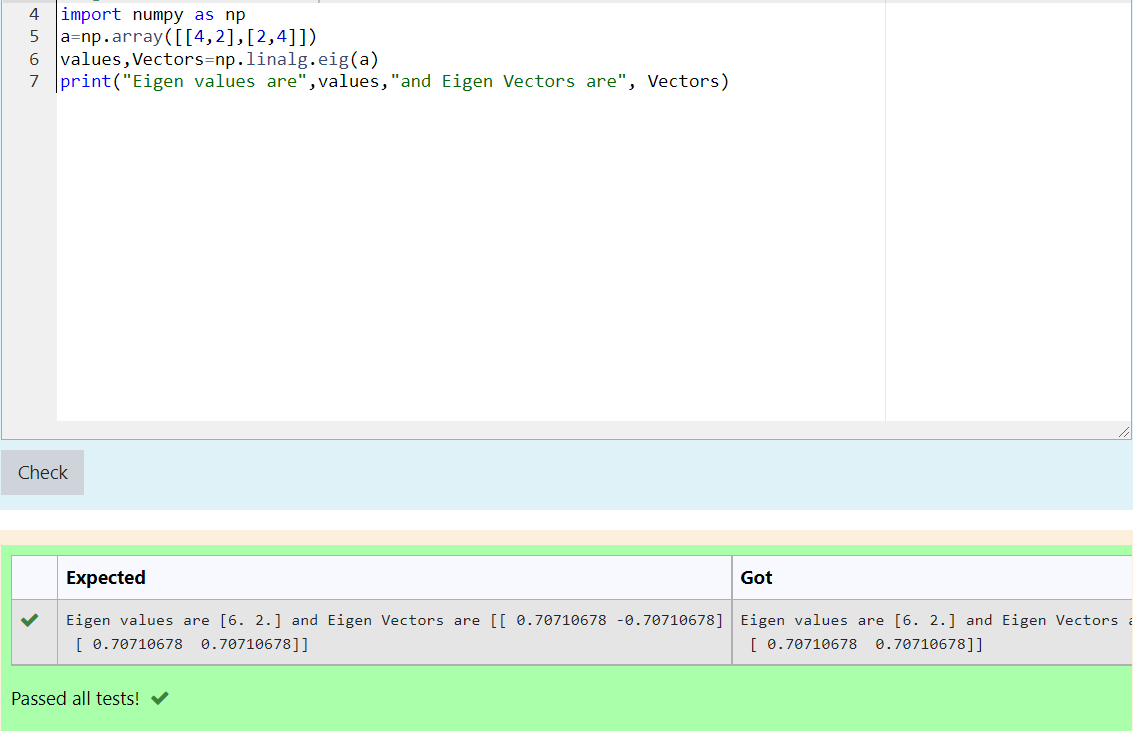 4 import numpy as np
5 a=np.array([[4,2],[2,4]])
6 values,Vectors=np.linalg.eig(a)
7 print("Eigen values are",values,"and Eigen Vectors are", Vectors)
Check
Expected Got
Eigen values are [6. 2.] and Eigen Vectors are [[ 0.70710678 -0.70710678] Eigen values are [6. 2.] and Eigen Vectors
[ 0.70710678 0.70710678]] [ 0.70710678 0.70710678]]
Passed all tests!